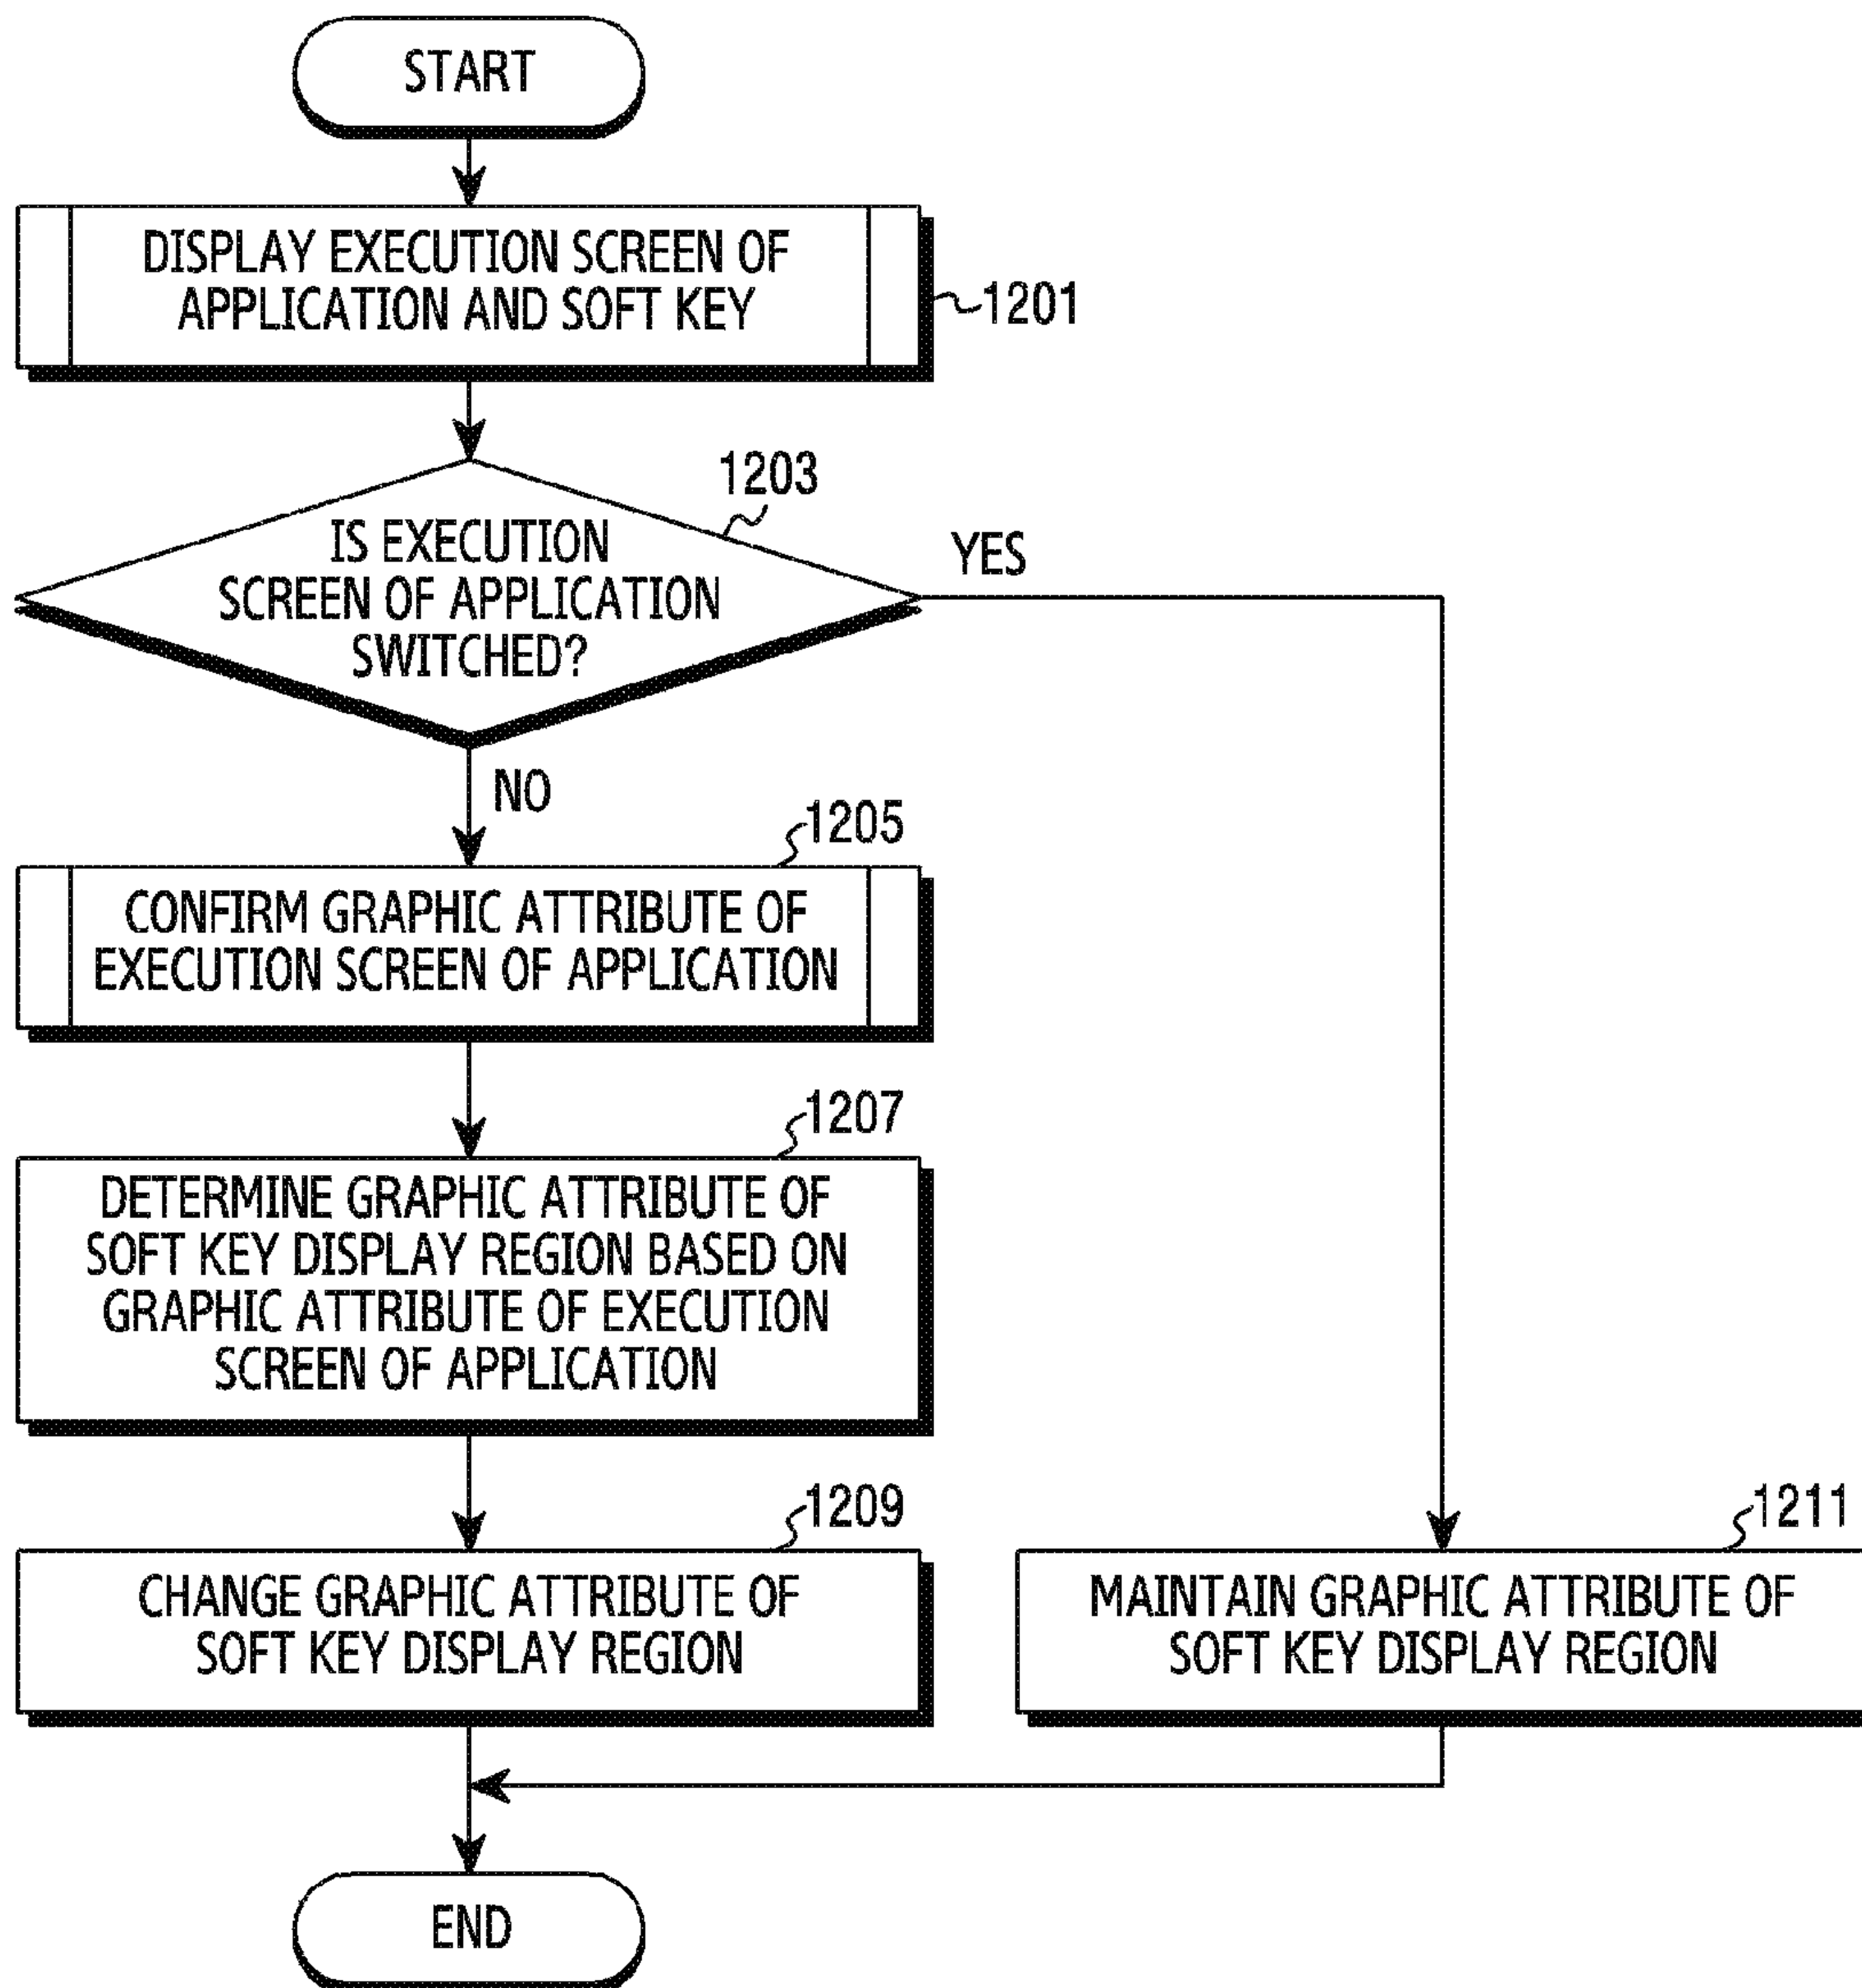 START
DISPLAY EXECUTION SCREEN OF
APPLICATION AND SOFT KEY
1201
1203
IS EXECUTION
SCREEN OF APPLICATION
SWITCHED?
YES
NO
1205
CONFIRM GRAPHIC ATTRIBUTE OF
EXECUTION SCREEN OF APPLICATION
1207
DETERMINE GRAPHIC ATTRIBUTE OF
SOFT KEY DISPLAY REGION BASED ON
GRAPHIC ATTRIBUTE OF EXECUTION
SCREEN OF APPLICATION
1209
CHANGE GRAPHIC ATTRIBUTE OF
SOFT KEY DISPLAY REGION
1211
MAINTAIN GRAPHIC ATTRIBUTE OF
SOFT KEY DISPLAY REGION
END